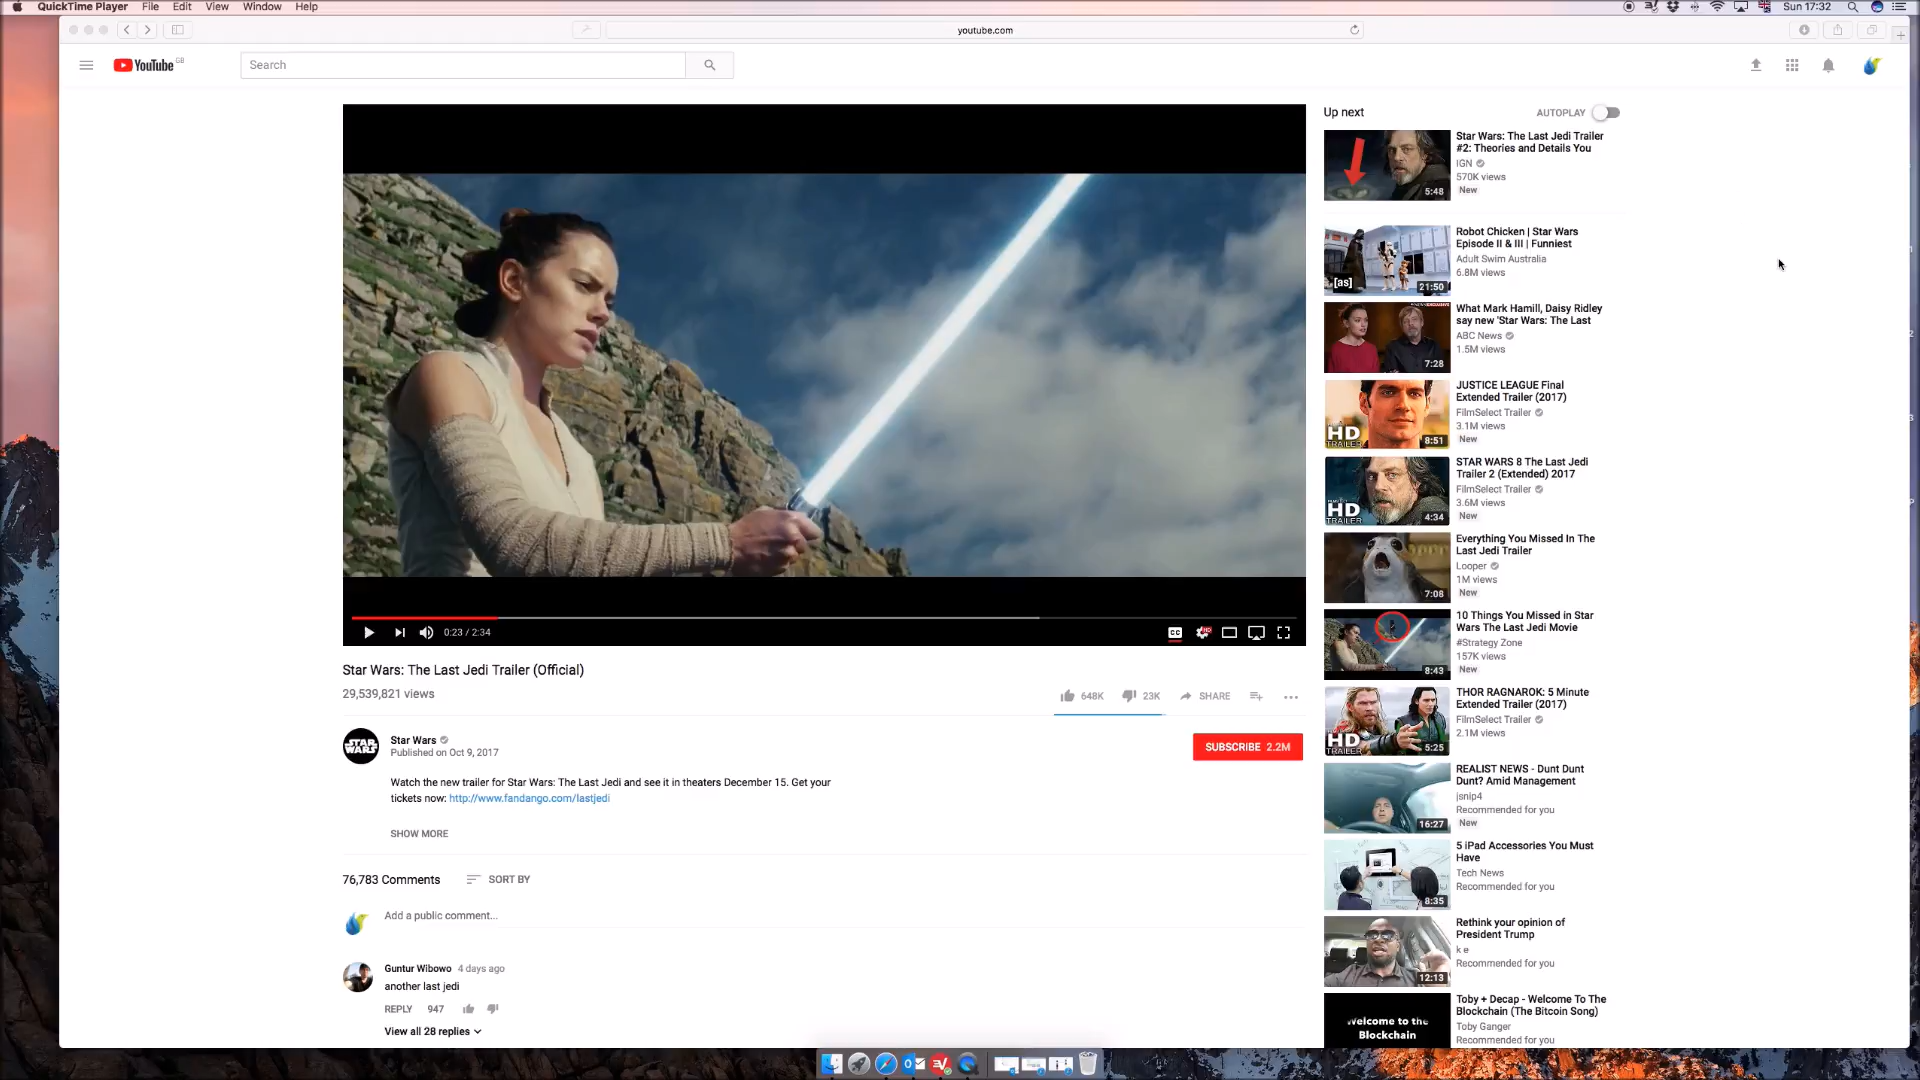 QuickTime Player File Edit View Window Help
Sun 17:32
youtube.com
YouTube GB
Search
Up next
AUTOPLAY
Star Wars: The Last Jedi Trailer
#2: Theories and Details You
IGN
570K views
New
5:48
Robot Chicken | Star Wars
Episode II & III | Funniest
Adult Swim Australia
6.8M views
[as]
21:50
What Mark Hamill, Daisy Ridley
say new 'Star Wars: The Last
ABC News
1.5M views
7:28
JUSTICE LEAGUE Final
Extended Trailer (2017)
FilmSelect Trailer
3.1M views
New
HD
TRAILER
8:51
STAR WARS 8 The Last Jedi
Trailer 2 (Extended) 2017
FilmSelect Trailer
3.6M views
New
HD
TRAILER
4:34
Everything You Missed In The
Last Jedi Trailer
Looper
1M views
New
7:08
10 Things You Missed in Star
Wars The Last Jedi Movie
#Strategy Zone
157K views
New
8:43
THOR RAGNAROK: 5 Minute
Extended Trailer (2017)
FilmSelect Trailer
2.1M views
HD
TRAILER
5:25
REALIST NEWS - Dunt Dunt
Dunt? Amid Management
jsnip4
Recommended for you
New
16:27
5 iPad Accessories You Must
Have
Tech News
Recommended for you
8:35
Rethink your opinion of
President Trump
k e
Recommended for you
12:13
Toby + Decap - Welcome To The
Blockchain (The Bitcoin Song)
Toby Ganger
Recommended for you
Welcome to the
Blockchain
0:23 / 2:34
CC
HD
Star Wars: The Last Jedi Trailer (Official)
29,539,821 views
648K 23K SHARE
STAR WARS
Star Wars
Published on Oct 9, 2017
SUBSCRIBE 2.2M
Watch the new trailer for Star Wars: The Last Jedi and see it in theaters December 15. Get your
tickets now: http://www.fandango.com/lastjedi
SHOW MORE
76,783 Comments SORT BY
Add a public comment...
Guntur Wibowo 4 days ago
another last jedi
REPLY 947
View all 28 replies